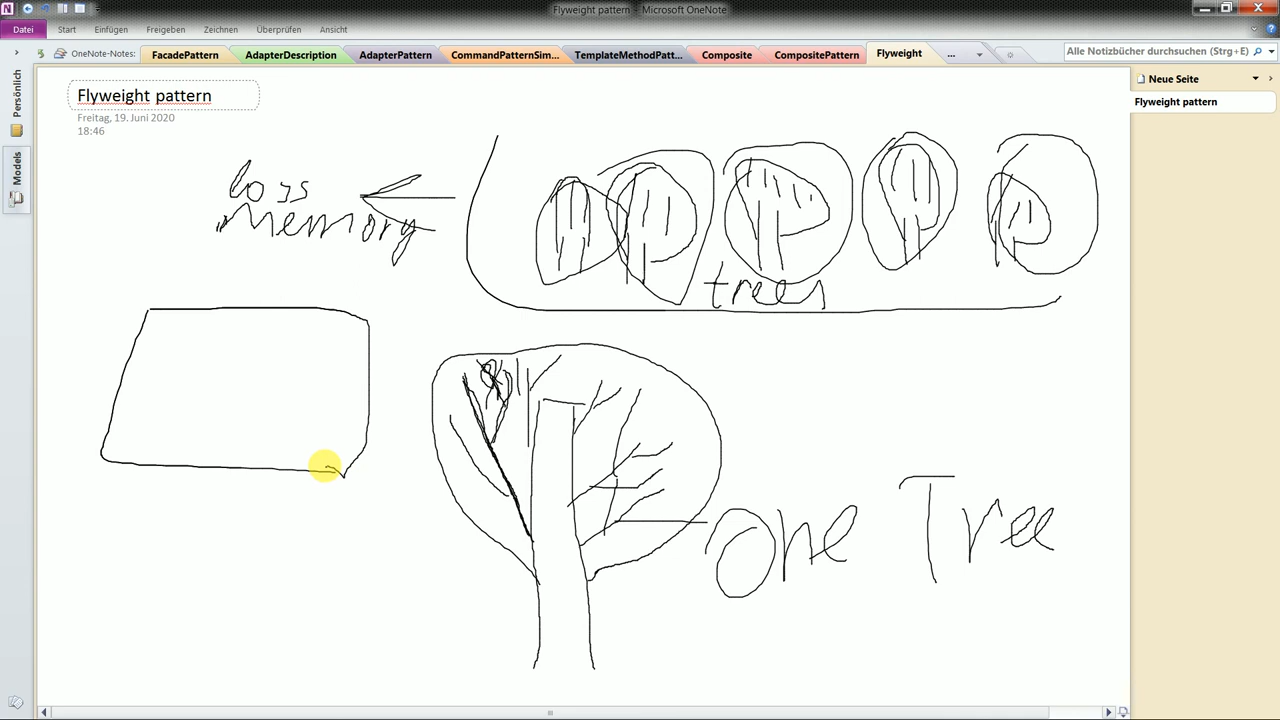 Flyweight pattern - Microsoft OneNote
Datei Start Einfügen Freigeben Zeichnen Überprüfen Ansicht
OneNote-Notes: FacadePattern AdapterDescription AdapterPattern CommandPatternSim... TemplateMethodPatt... Composite CompositePattern Flyweight ... Alle Notizbücher durchsuchen (Strg+E)
Persönlich
Models
Neue Seite
Flyweight pattern
Flyweight pattern
Freitag, 19. Juni 2020
18:46
loss
Memory
trees
One Tree